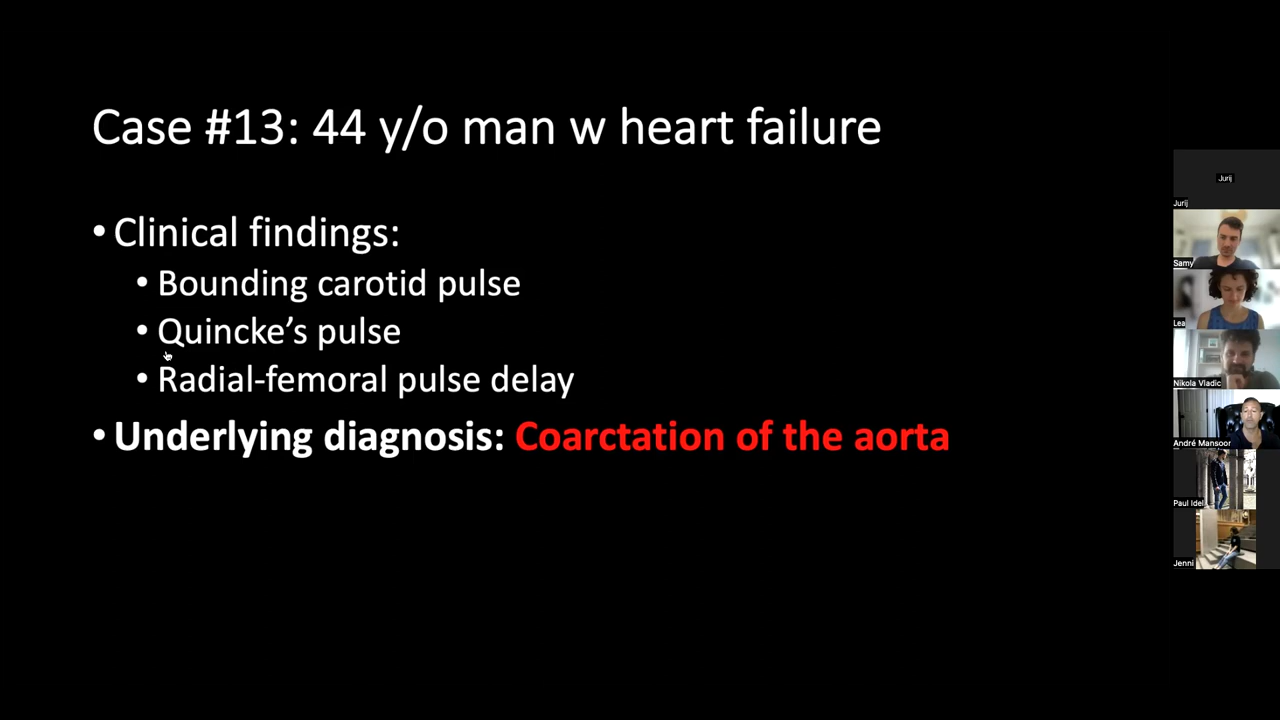 Case #13: 44 y/o man w heart failure
• Clinical findings:
• Bounding carotid pulse
• Quincke’s pulse
• Radial-femoral pulse delay
• Underlying diagnosis: Coarctation of the aorta
Jurij
Jurij
Samy
Lea
Nikola Vladic
André Mansoor
Paul Idel
Jenni